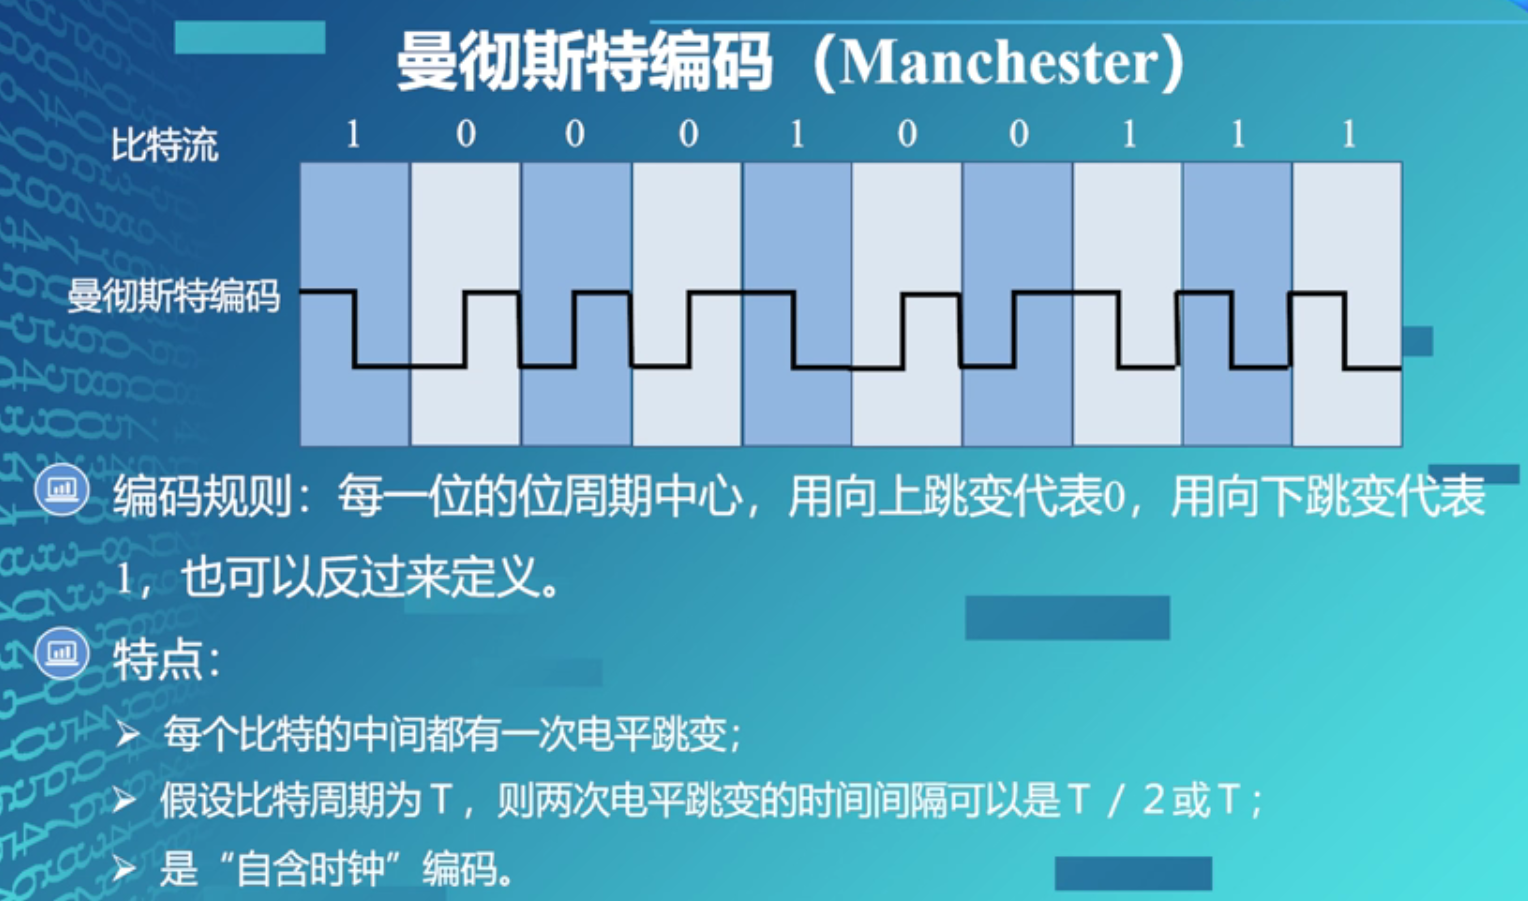 曼彻斯特编码（Manchester）
比特流 1 0 0 0 1 0 0 1 1 1
曼彻斯特编码
编码规则：每一位的位周期中心，用向上跳变代表0，用向下跳变代表
1，也可以反过来定义。
特点：
每个比特的中间都有一次电平跳变；
假设比特周期为T，则两次电平跳变的时间间隔可以是T / 2或T；
是“自含时钟”编码。